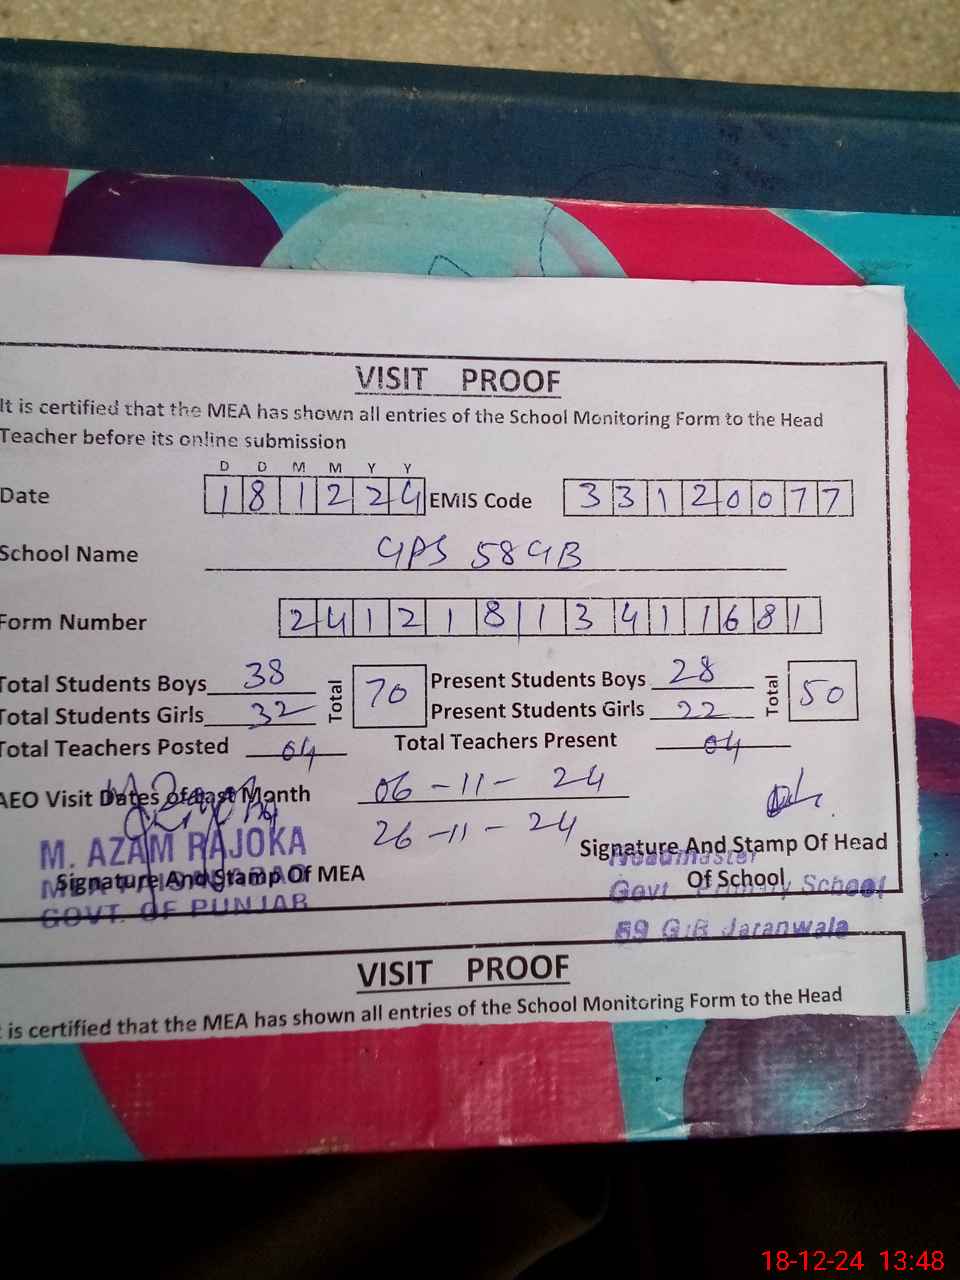 VISIT PROOF
It is certified that the MEA has shown all entries of the School Monitoring Form to the Head
Teacher before its online submission
D D M M Y Y
Date 181224 EMIS Code 33120077
School Name GPS 58GB
Form Number 24121813411681
Total Students Boys 38 Total 70 Present Students Boys 28 Total 50
Total Students Girls 32 Present Students Girls 22
Total Teachers Posted 04 Total Teachers Present 04
AEO Visit Dates of Last Month 06-11-24
26-11-24
M. AZAM RAJOKA
Signature And Stamp Of MEA
GOVT. OF PUNJAB
Signature And Stamp Of Head
Of School
Headmaster
Govt. Primary School
G.B Jaranwala
VISIT PROOF
is certified that the MEA has shown all entries of the School Monitoring Form to the Head
18-12-24 13:48